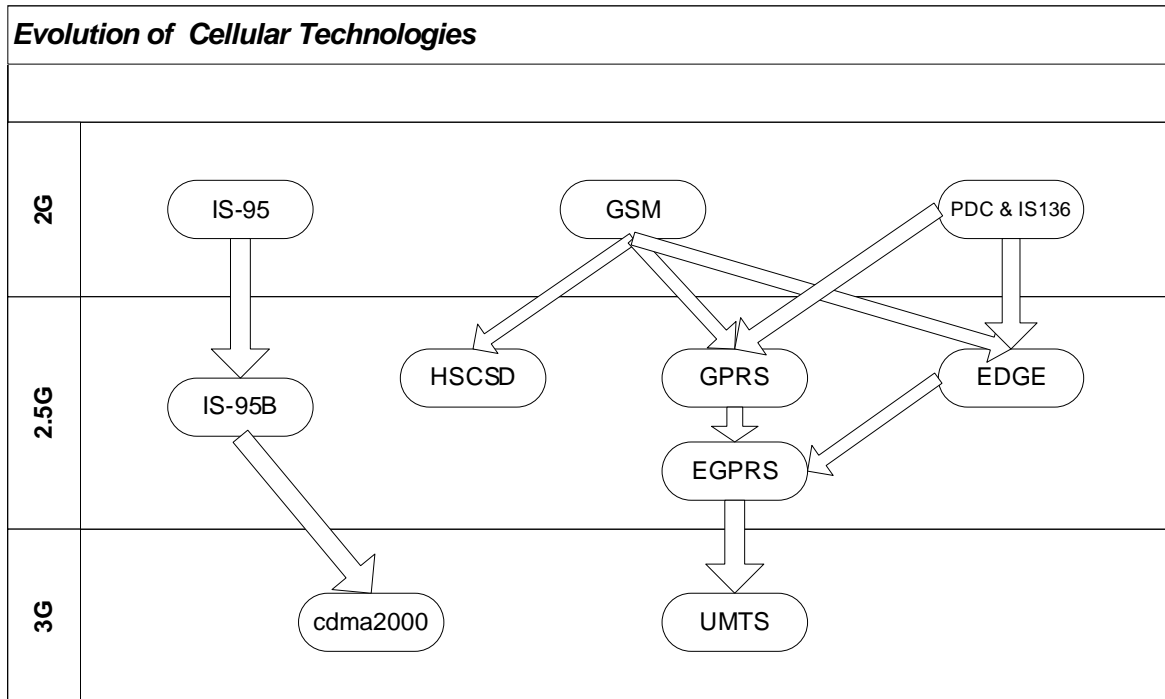 Evolution of Cellular Technologies
2G
IS-95
GSM
PDC & IS136
2.5G
HSCSD
GPRS
EDGE
IS-95B
EGPRS
3G
cdma2000
UMTS